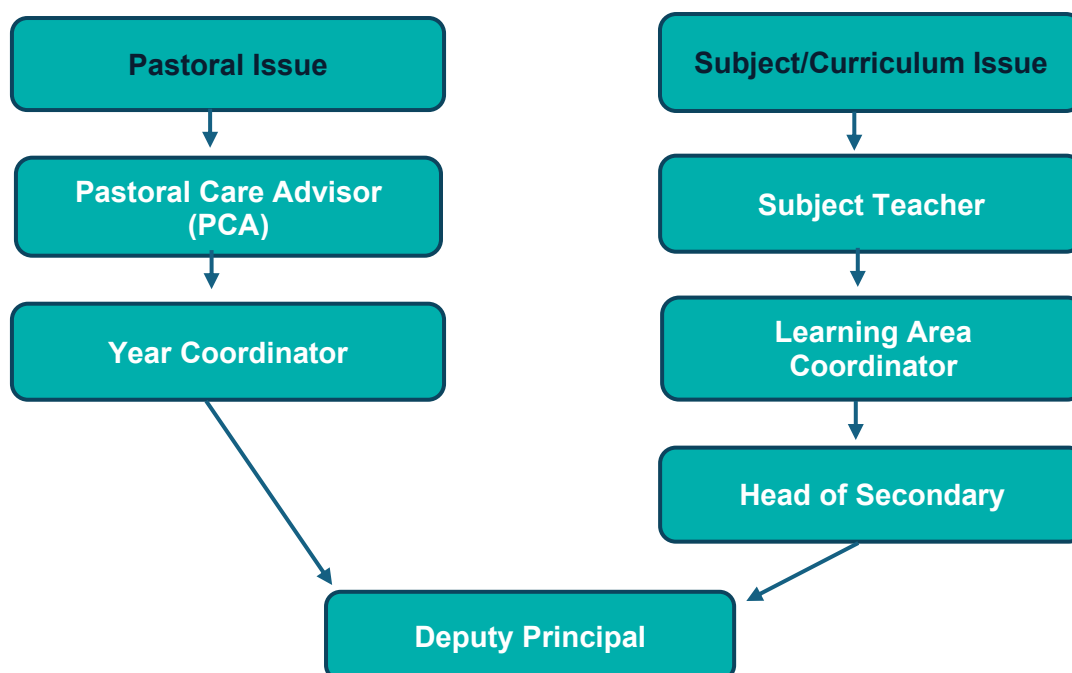 Pastoral Issue
Pastoral Care Advisor
(PCA)
Year Coordinator
Subject/Curriculum Issue
Subject Teacher
Learning Area
Coordinator
Head of Secondary
Deputy Principal